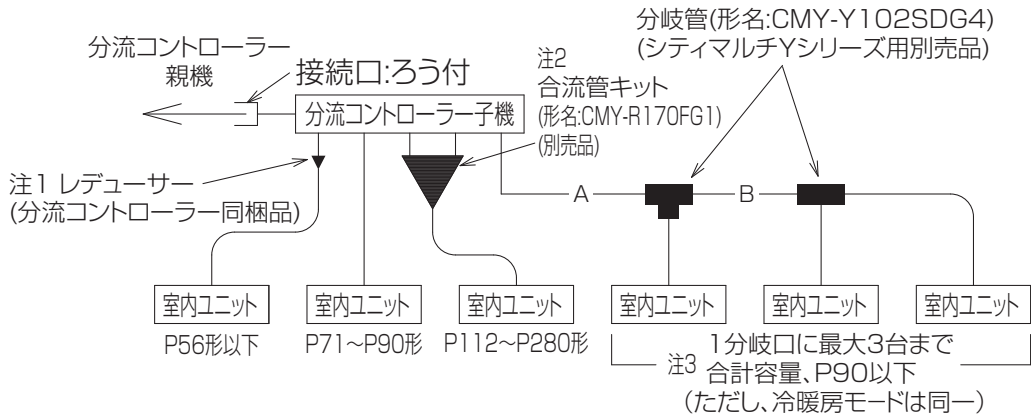 分岐管(形名:CMY-Y102SDG4)
(シティマルチYシリーズ用別売品)
分流コントローラー
親機
接続口:ろう付
注2
合流管キット
(形名:CMY-R170FG1)
(別売品)
分流コントローラー子機
注1 レデューサー
(分流コントローラー同梱品)
A
B
室内ユニット
室内ユニット
室内ユニット
室内ユニット
室内ユニット
室内ユニット
P56形以下
P71~P90形
P112~P280形
注3
1分岐口に最大3台まで
合計容量、P90以下
(ただし、冷暖房モードは同一)